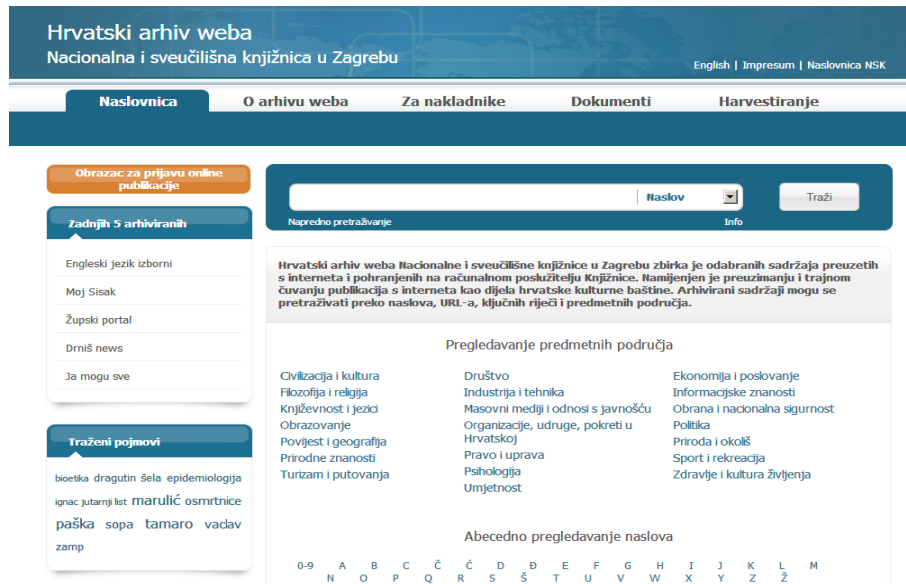 Hrvatski arhiv weba
Nacionalna i sveučilišna knjižnica u Zagrebu
English | Impresum | Naslovnica NSK
Naslovnica O arhivu weba Za nakladnike Dokumenti Harvestiranje
Obrazac za prijavu online
publikacije
Zadnjih 5 arhiviranih
Engleski jezik izborni
Moj Sisak
Župski portal
Drniš news
Ja mogu sve
Traženi pojmovi
bioetika dragutin šela epidemiologija
ignac jutarnji list marulić osmrtnice
paška sopa tamaro vaclav
zamp
Naslov Traži
Napredno pretraživanje Info
Hrvatski arhiv weba Nacionalne i sveučilišne knjižnice u Zagrebu zbirka je odabranih sadržaja preuzetih
s interneta i pohranjenih na računalnom poslužitelju Knjižnice. Namijenjen je preuzimanju i trajnom
čuvanju publikacija s interneta kao dijela hrvatske kulturne baštine. Arhivirani sadržaji mogu se
pretraživati preko naslova, URL-a, ključnih riječi i predmetnih područja.
Pregledavanje predmetnih područja
Civilizacija i kultura
Filozofija i religija
Književnost i jezici
Obrazovanje
Povijest i geografija
Prirodne znanosti
Turizam i putovanja
Društvo
Industrija i tehnika
Masovni mediji i odnosi s javnošću
Organizacije, udruge, pokreti u
Hrvatskoj
Pravo i uprava
Psihologija
Umjetnost
Ekonomija i poslovanje
Informacijske znanosti
Obrana i nacionalna sigurnost
Politika
Priroda i okoliš
Sport i rekreacija
Zdravlje i kultura življenja
Abecedno pregledavanje naslova
0-9 A B C Č Ć D Đ E F G H I J K L M
N O P Q R S Š T U V W X Y Z Ž